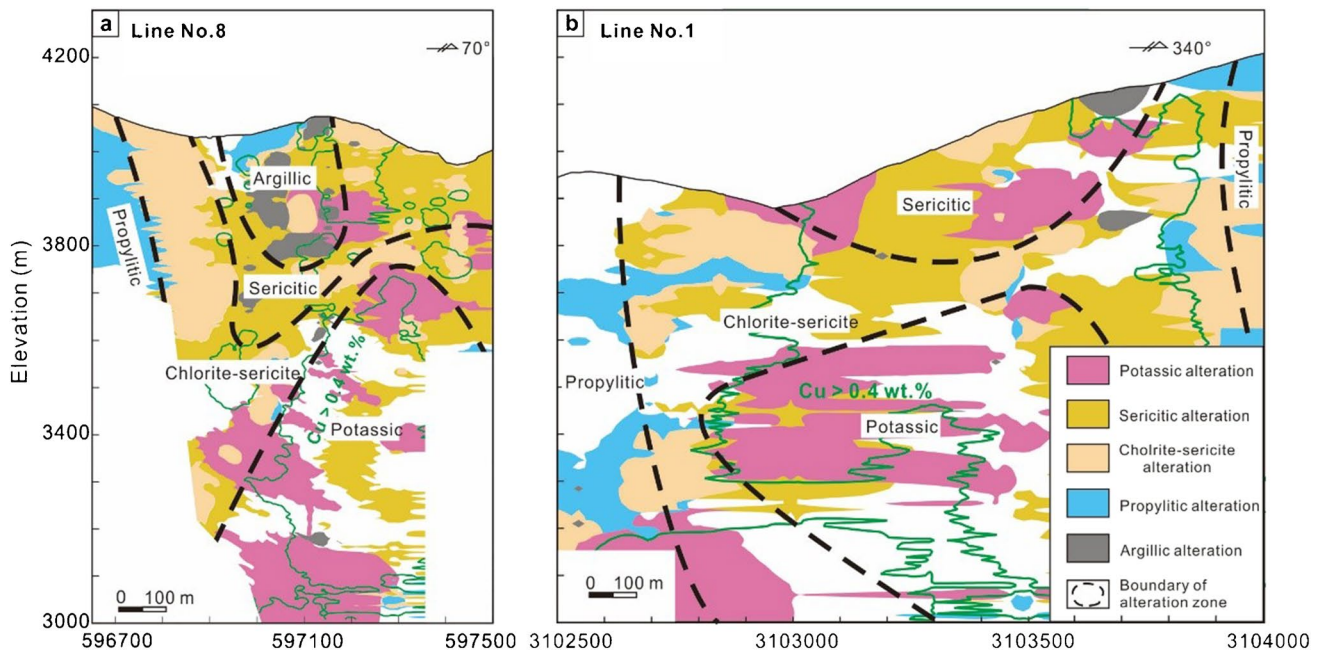 a
Line No.8
70°
b
Line No.1
340°
4200
3800
3400
3000
Elevation (m)
Propylitic
Argillic
Sericitic
Chlorite-sericite
Cu > 0.4 wt.%
Potassic
0 100 m
596700
597100
597500
Propylitic
Sericitic
Chlorite-sericite
Propylitic
Cu > 0.4 wt.%
Potassic
0 100 m
3102500
3103000
3103500
3104000
Potassic alteration
Sericitic alteration
Cholrite-sericite
alteration
Propylitic alteration
Argillic alteration
Boundary of
alteration zone